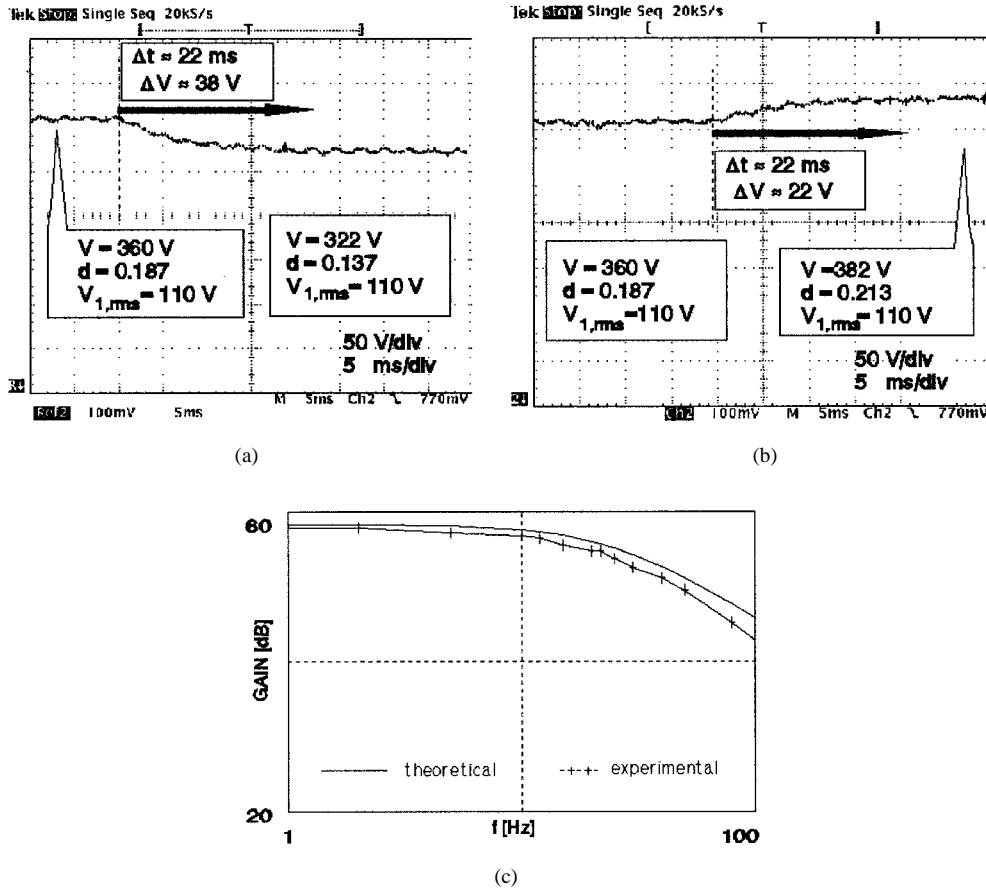 Tek Stop: Single Seq 20kS/s
[ T ]
Δt ≈ 22 ms
ΔV ≈ 38 V
V = 360 V
d = 0.187
V1,rms = 110 V
V = 322 V
d = 0.137
V1,rms = 110 V
50 V/div
5 ms/div
Ref2 100mV 5ms
M 5ms Ch2 ㄟ 770mV
(a)
Tek Stop: Single Seq 20kS/s
[ T ]
Δt ≈ 22 ms
ΔV ≈ 22 V
V = 360 V
d = 0.187
V1,rms=110 V
V = 382 V
d = 0.213
V1,rms=110 V
50 V/div
5 ms/div
Ch2 100mV M 5ms Ch2 ㄟ 770mV
(b)
60
GAIN [dB]
theoretical
experimental
20
1
f [Hz]
100
(c)